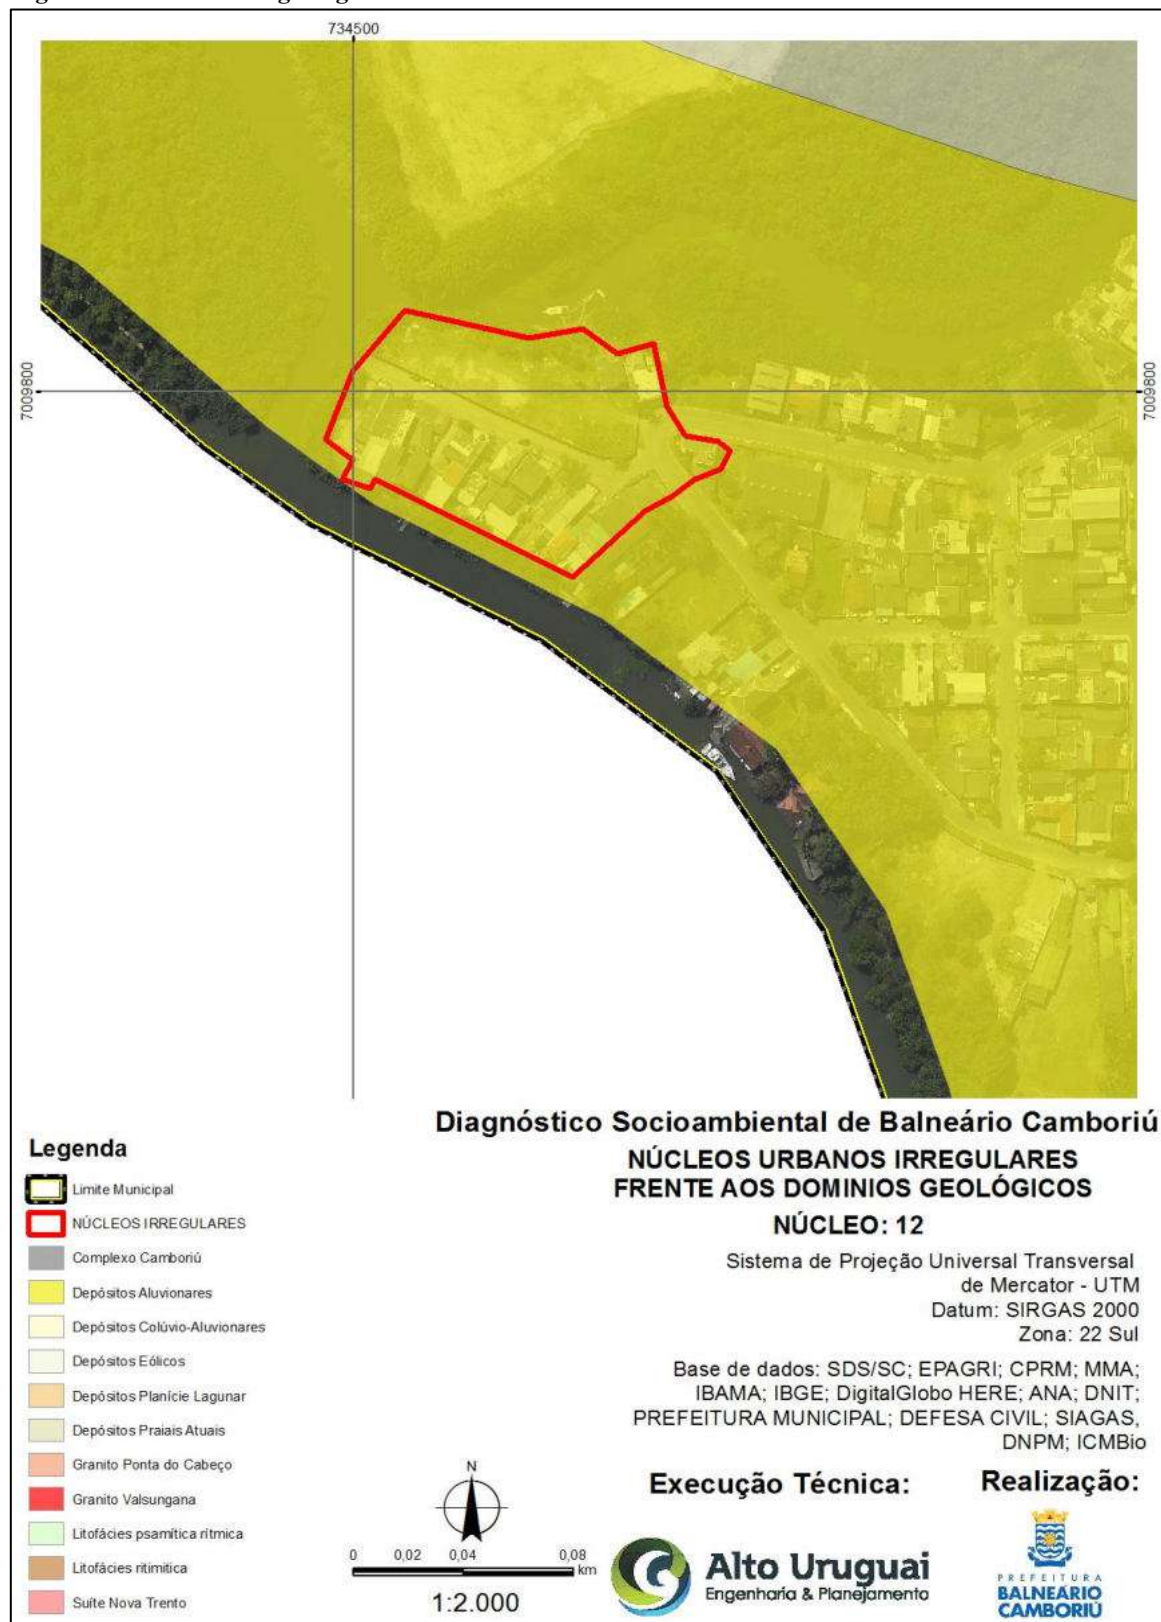 734500
7009800
7009800
Diagnóstico Socioambiental de Balneário Camboriú
NÚCLEOS URBANOS IRREGULARES
FRENTE AOS DOMINIOS GEOLÓGICOS
NÚCLEO: 12
Sistema de Projeção Universal Transversal
de Mercator - UTM
Datum: SIRGAS 2000
Zona: 22 Sul
Base de dados: SDS/SC; EPAGRI; CPRM; MMA;
IBAMA; IBGE; DigitalGlobo HERE; ANA; DNIT;
PREFEITURA MUNICIPAL; DEFESA CIVIL; SIAGAS,
DNPM; ICMBio
Legenda
Limite Municipal
NÚCLEOS IRREGULARES
Complexo Camboriú
Depósitos Aluvionares
Depósitos Colúvio-Aluvionares
Depósitos Eólicos
Depósitos Planície Lagunar
Depósitos Praiais Atuais
Granito Ponta do Cabeço
Granito Valsungana
Litofácies psamítica rítmica
Litofácies ritimitica
Suíte Nova Trento
N
0 0,02 0,04 0,08
km
1:2.000
Execução Técnica:
Alto Uruguai
Engenharia & Planejamento
Realização:
PREFEITURA
BALNEÁRIO
CAMBORIÚ